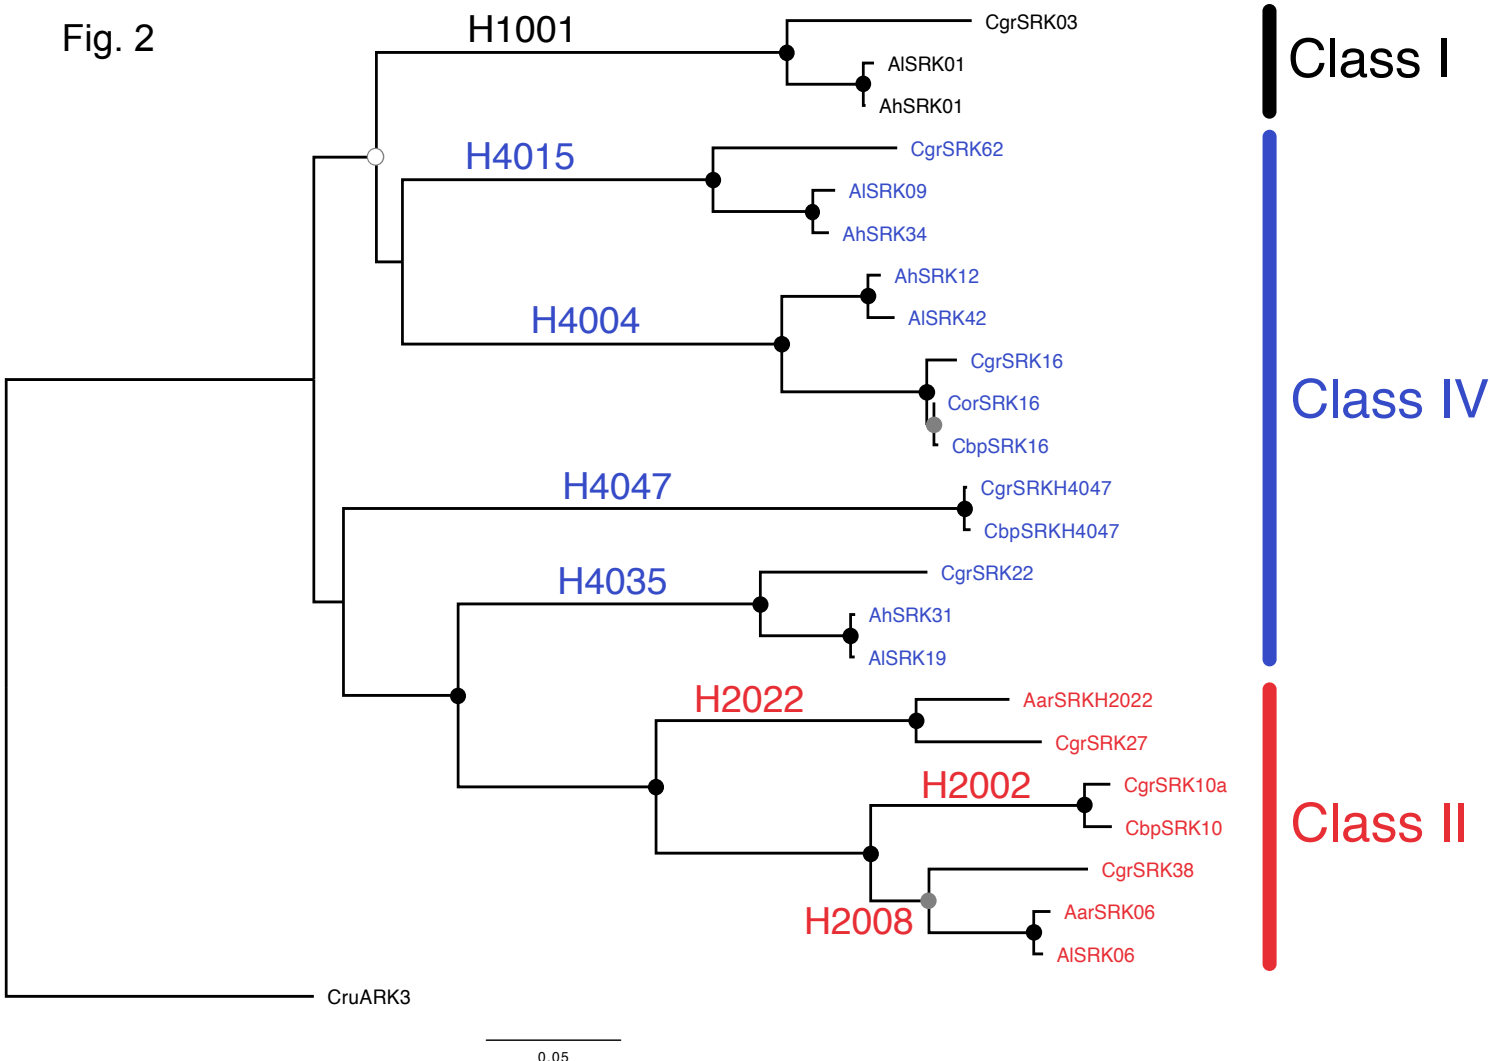 Fig. 2
H1001
CgrSRK03
AlSRK01
AhSRK01
Class I
H4015
CgrSRK62
AlSRK09
AhSRK34
AhSRK12
H4004
AlSRK42
CgrSRK16
CorSRK16
CbpSRK16
Class IV
H4047
CgrSRKH4047
CbpSRKH4047
H4035
CgrSRK22
AhSRK31
AlSRK19
H2022
AarSRKH2022
CgrSRK27
H2002
CgrSRK10a
CbpSRK10
Class II
CgrSRK38
H2008
AarSRK06
AlSRK06
CruARK3
0.05